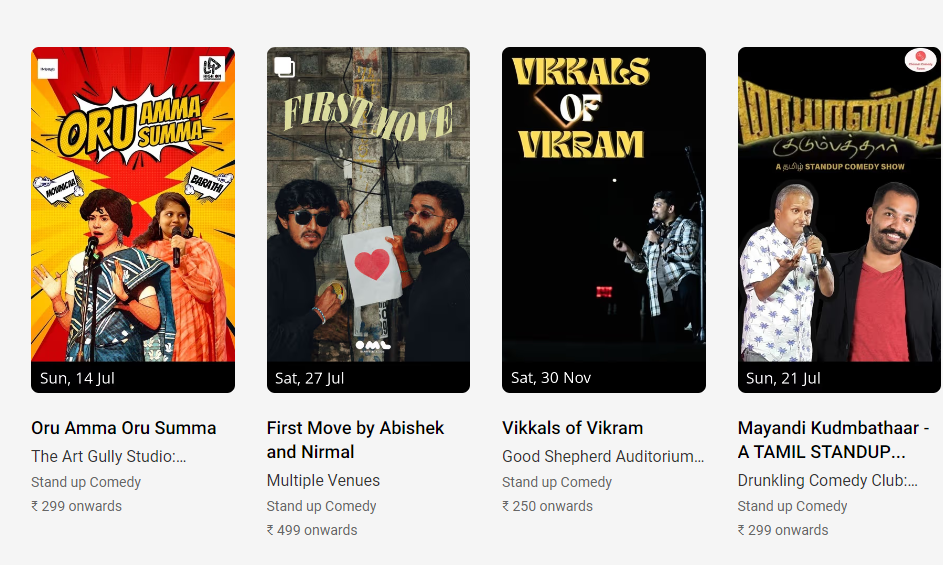 ORU AMMA
SUMMA
MOUNICAA
BARATHI
Sun, 14 Jul
Oru Amma Oru Summa
The Art Gully Studio:...
Stand up Comedy
₹ 299 onwards
FIRST MOVE
OML
Sat, 27 Jul
First Move by Abishek
and Nirmal
Multiple Venues
Stand up Comedy
₹ 499 onwards
VIKKALS
OF
VIKRAM
Sat, 30 Nov
Vikkals of Vikram
Good Shepherd Auditorium...
Stand up Comedy
₹ 250 onwards
மாயாண்டி
குடும்பத்தார்
A தமிழ் STANDUP COMEDY SHOW
Sun, 21 Jul
Mayandi Kudmbathaar -
A TAMIL STANDUP...
Drunkling Comedy Club:...
Stand up Comedy
₹ 299 onwards